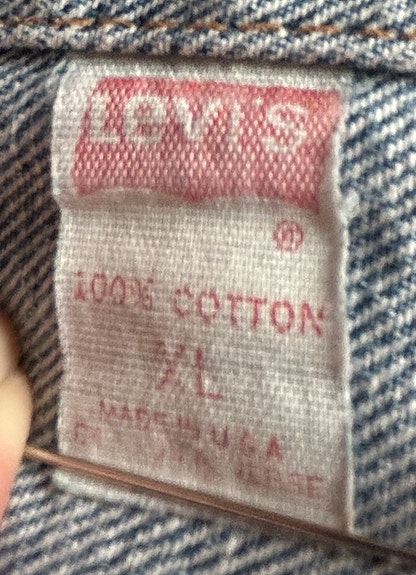 Levi's
®
100% COTTON
XL
MADE IN U.S.A